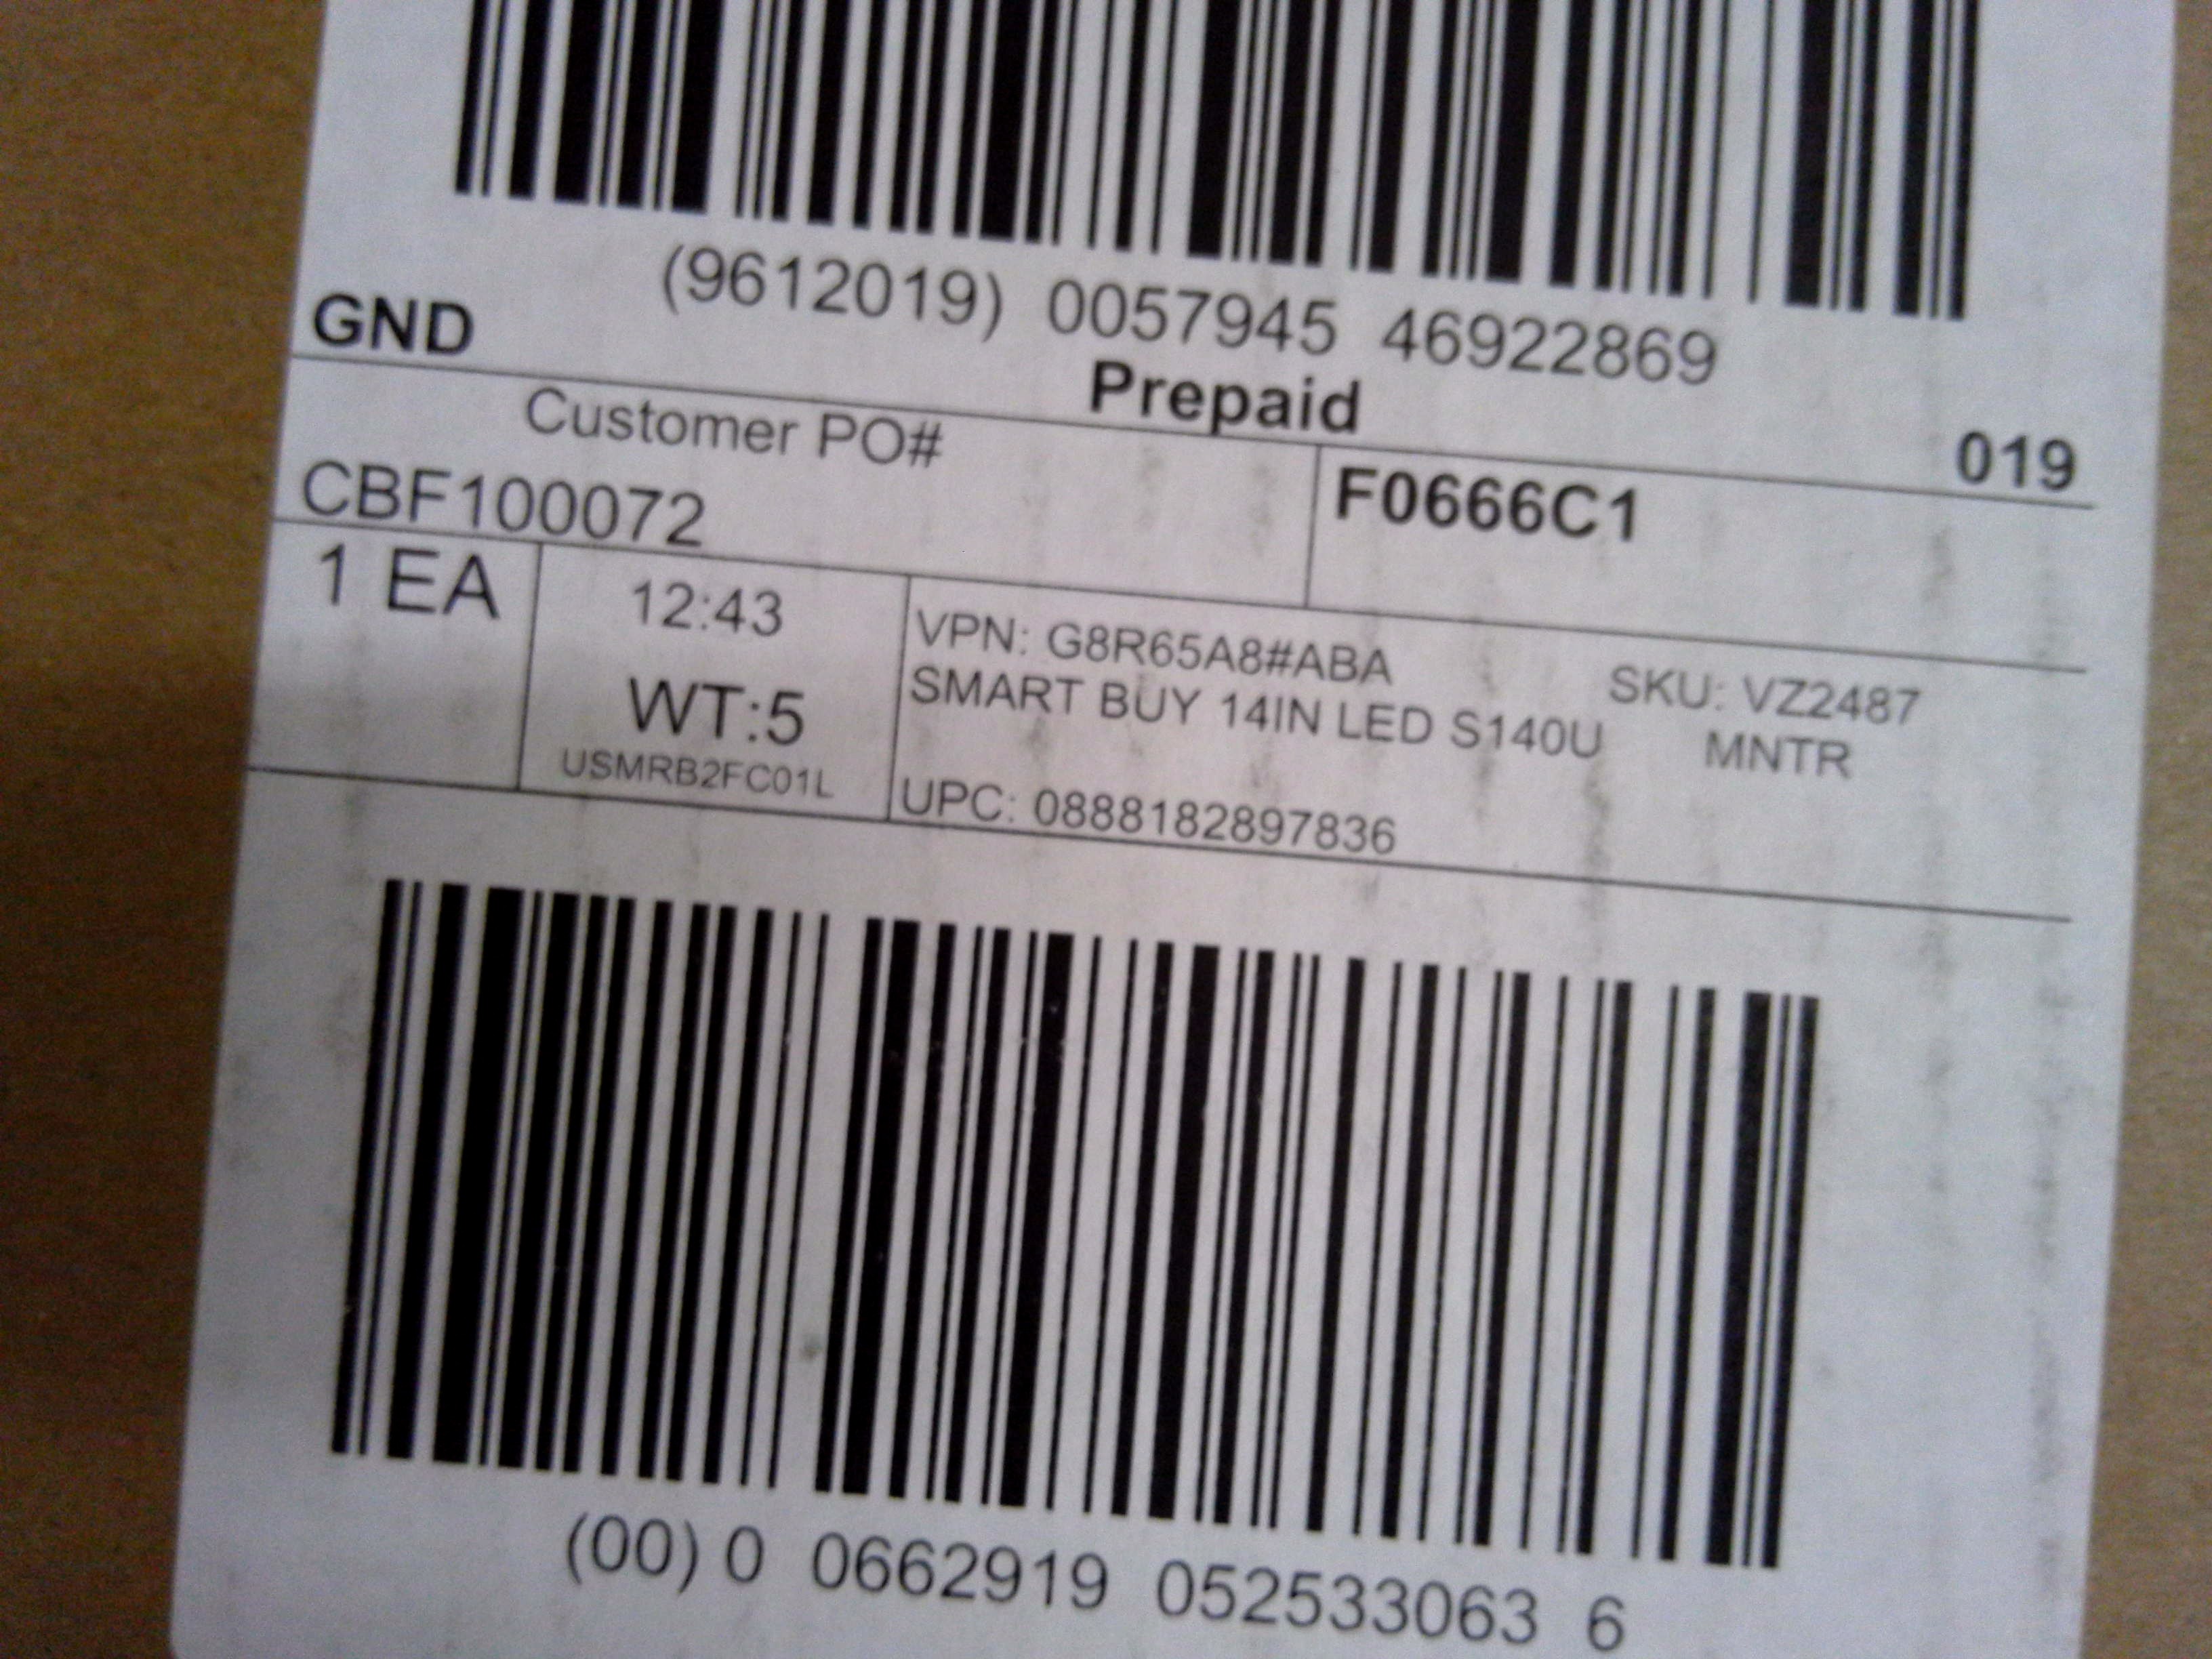 (9612019) 0057945 46922869
GND
Prepaid
019
Customer PO#
CBF100072
F0666C1
1 EA
12:43
WT:5
USMRB2FC01L
VPN: G8R65A8#ABA
SKU: VZ2487
SMART BUY 14IN LED S140U MNTR
UPC: 0888182897836
(00) 0 0662919 052533063 6